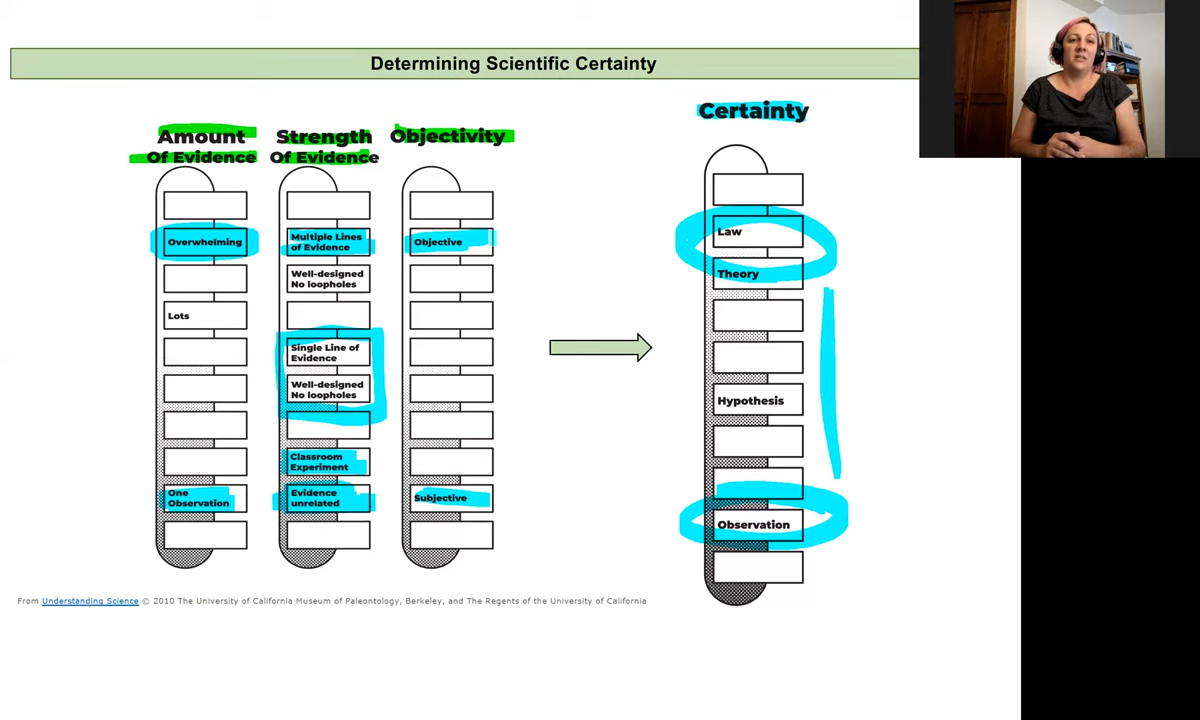 Determining Scientific Certainty
Amount
Of Evidence
Strength
Of Evidence
Objectivity
Certainty
Overwhelming
Lots
One
Observation
Multiple Lines
of Evidence
Well-designed
No loopholes
Single Line of
Evidence
Well-designed
No loopholes
Classroom
Experiment
Evidence
unrelated
Objective
Subjective
Law
Theory
Hypothesis
Observation
From Understanding Science © 2010 The University of California Museum of Paleontology, Berkeley, and The Regents of the University of California